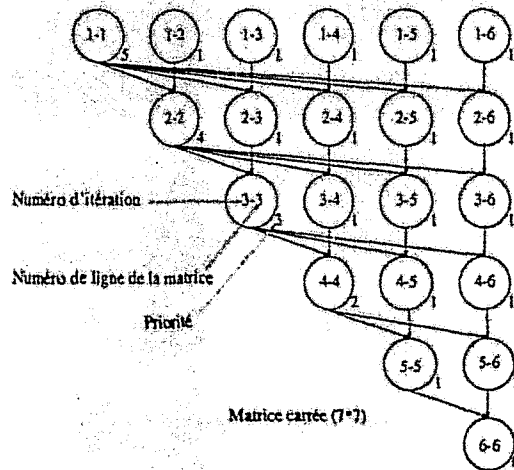 1-1 1-2 1-3 1-4 1-5 1-6
5 1 1 1 1 1
2-2 2-3 2-4 2-5 2-6
4 1 1 1 1
Numéro d'itération 3-3 3-4 3-5 3-6
3 1 1 1
Numéro de ligne de la matrice 4-4 4-5 4-6
2 1 1
Priorité
5-5 5-6
1 1
Matrice carrée (7*7)
6-6
1